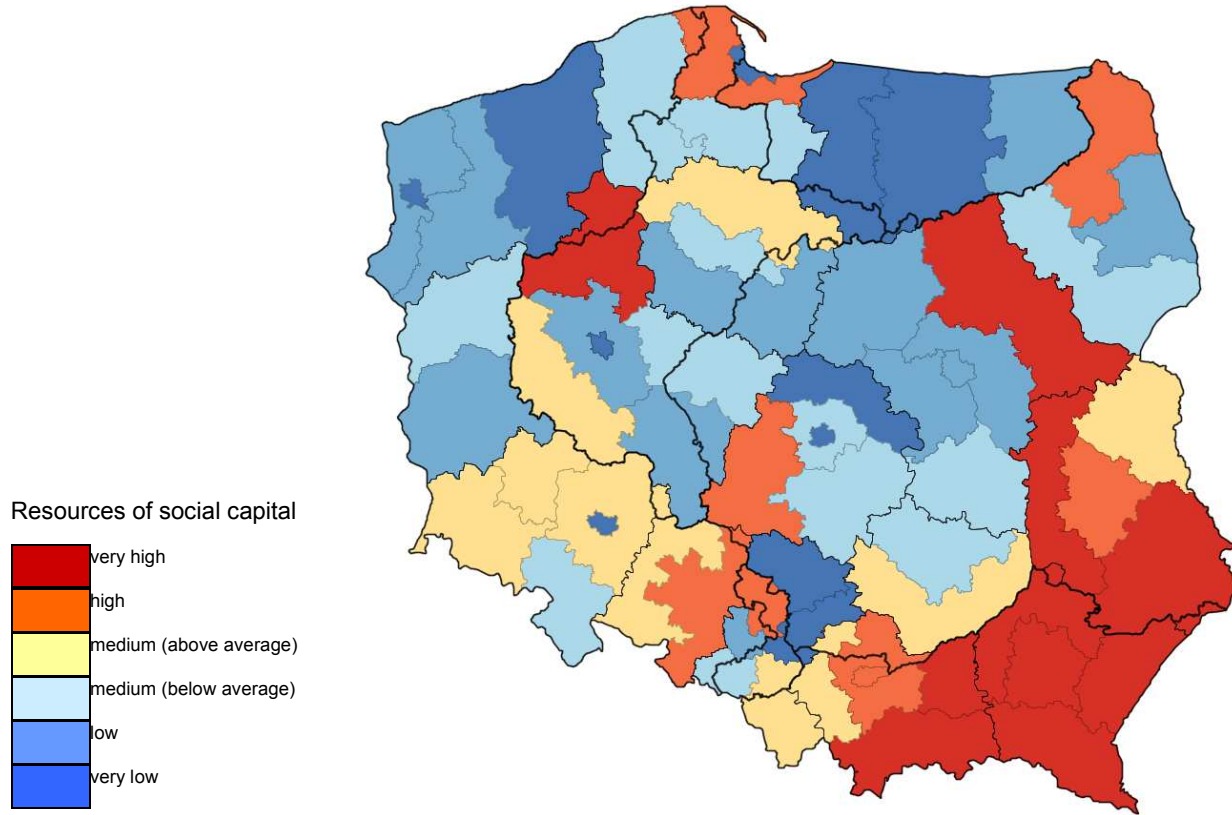 Resources of social capital
very high
high
medium (above average)
medium (below average)
low
very low